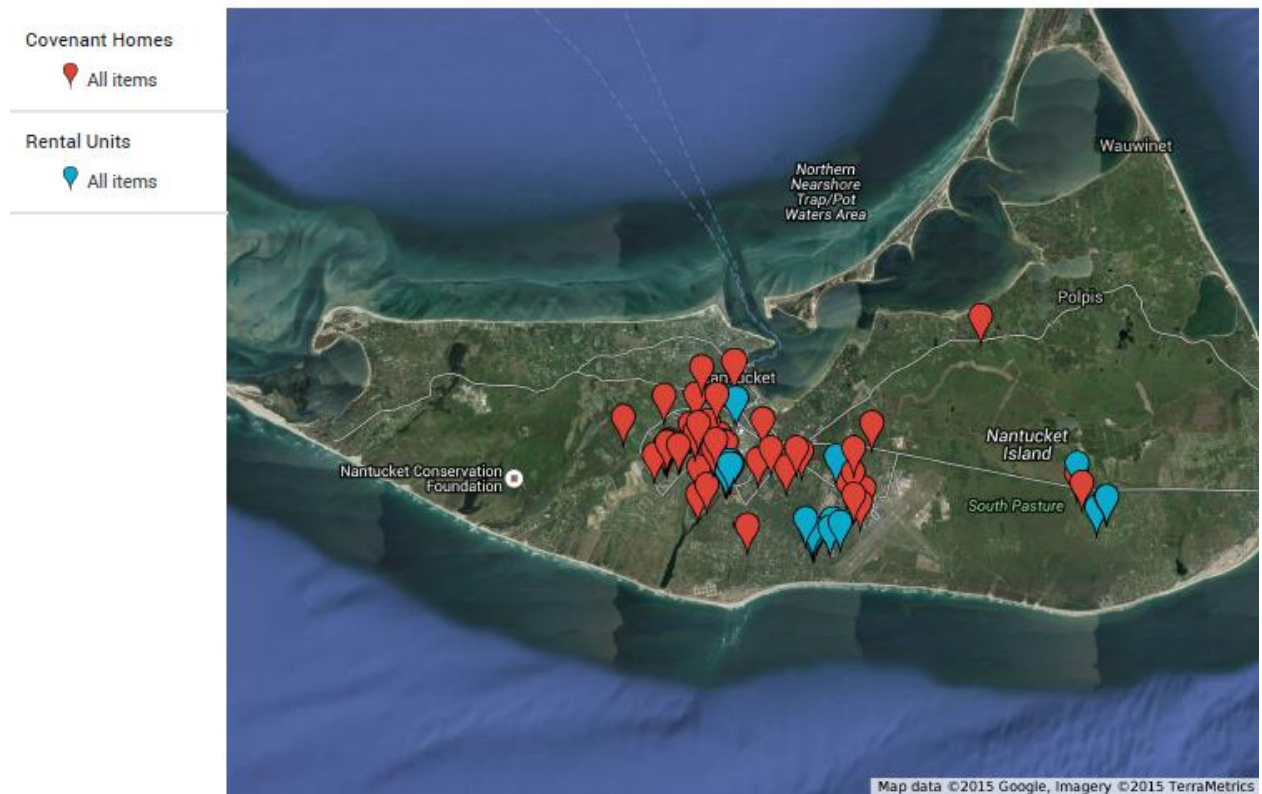 Covenant Homes
All items
Rental Units
All items
Wauwinet
Northern
Nearshore
Trap/Pot
Waters Area
Polpis
Nantucket
Nantucket
Island
Nantucket Conservation
Foundation
South Pasture
Map data ©2015 Google, Imagery ©2015 TerraMetrics